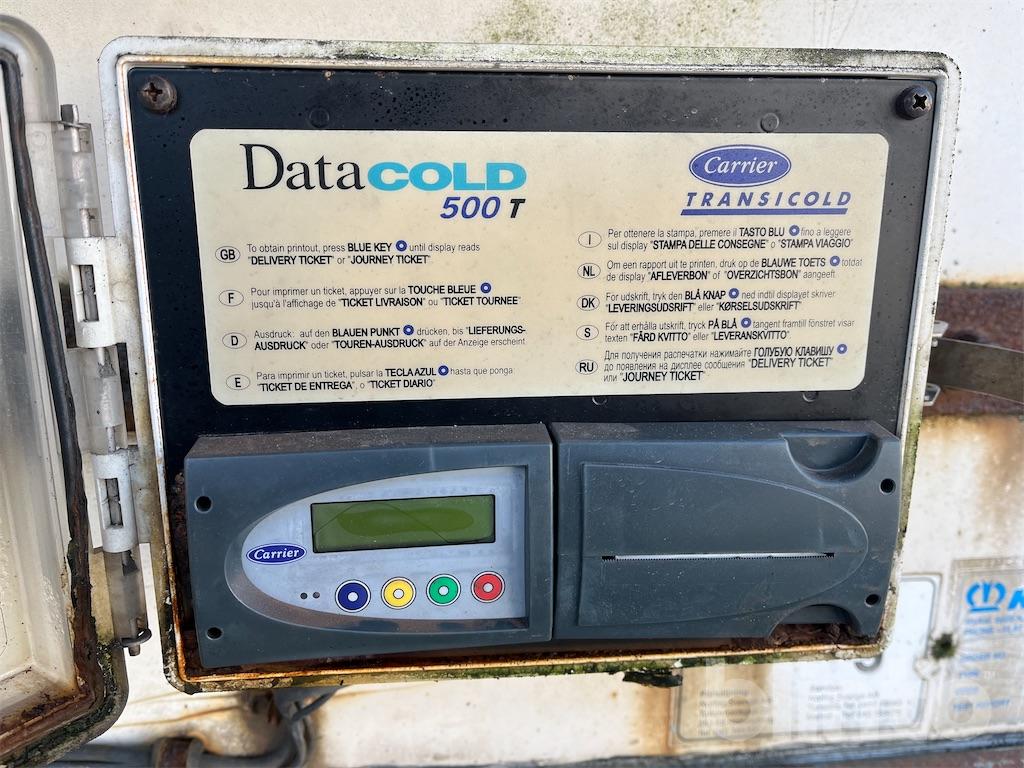 DataCOLD
500 T
Carrier
TRANSICOLD
GB
To obtain printout, press BLUE KEY until display reads
"DELIVERY TICKET" or "JOURNEY TICKET"
F
Pour imprimer un ticket, appuyer sur la TOUCHE BLEUE
jusqu'à l'affichage de "TICKET LIVRAISON" ou "TICKET TOURNEE"
D
Ausdruck: auf den BLAUEN PUNKT drücken, bis "LIEFERUNGS-
AUSDRUCK" oder "TOUREN-AUSDRUCK" auf der Anzeige erscheint
E
Para imprimir un ticket, pulsar la TECLA AZUL hasta que ponga:
"TICKET DE ENTREGA", o "TICKET DIARIO"
I
Per ottenere la stampa, premere il TASTO BLU fino a leggere
sul display "STAMPA DELLE CONSEGNE" o "STAMPA VIAGGIO"
NL
Om een rapport uit te printen, druk op de BLAUWE TOETS totdat
de display "AFLEVERBON" of "OVERZICHTSBON" aangeeft.
DK
For udskrift, tryk den BLÅ KNAP ned indtil displayet skriver
"LEVERINGSUDSRIFT" eller "KØRSELSUDSKRIFT"
S
För att erhålla utskrift, tryck PÅ BLÅ tangent framtill fönstret visar
texten "FÄRD KVITTO" eller "LEVERANSKVITTO"
RU
Для получения распечатки нажимайте ГОЛУБУЮ КЛАВИШУ
до появления на дисплее сообщения "DELIVERY TICKET"
или "JOURNEY TICKET"
Carrier